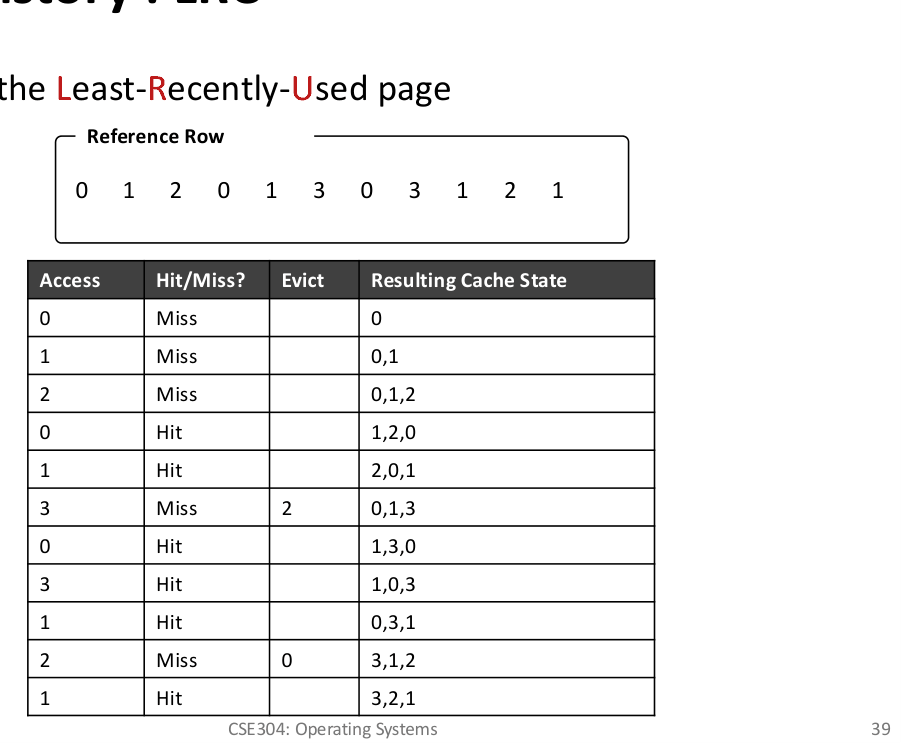 the Least-Recently-Used page
Reference Row
0 1 2 0 1 3 0 3 1 2 1
Access Hit/Miss? Evict Resulting Cache State
0 Miss 0
1 Miss 0,1
2 Miss 0,1,2
0 Hit 1,2,0
1 Hit 2,0,1
3 Miss 2 0,1,3
0 Hit 1,3,0
3 Hit 1,0,3
1 Hit 0,3,1
2 Miss 0 3,1,2
1 Hit 3,2,1
CSE304: Operating Systems 39